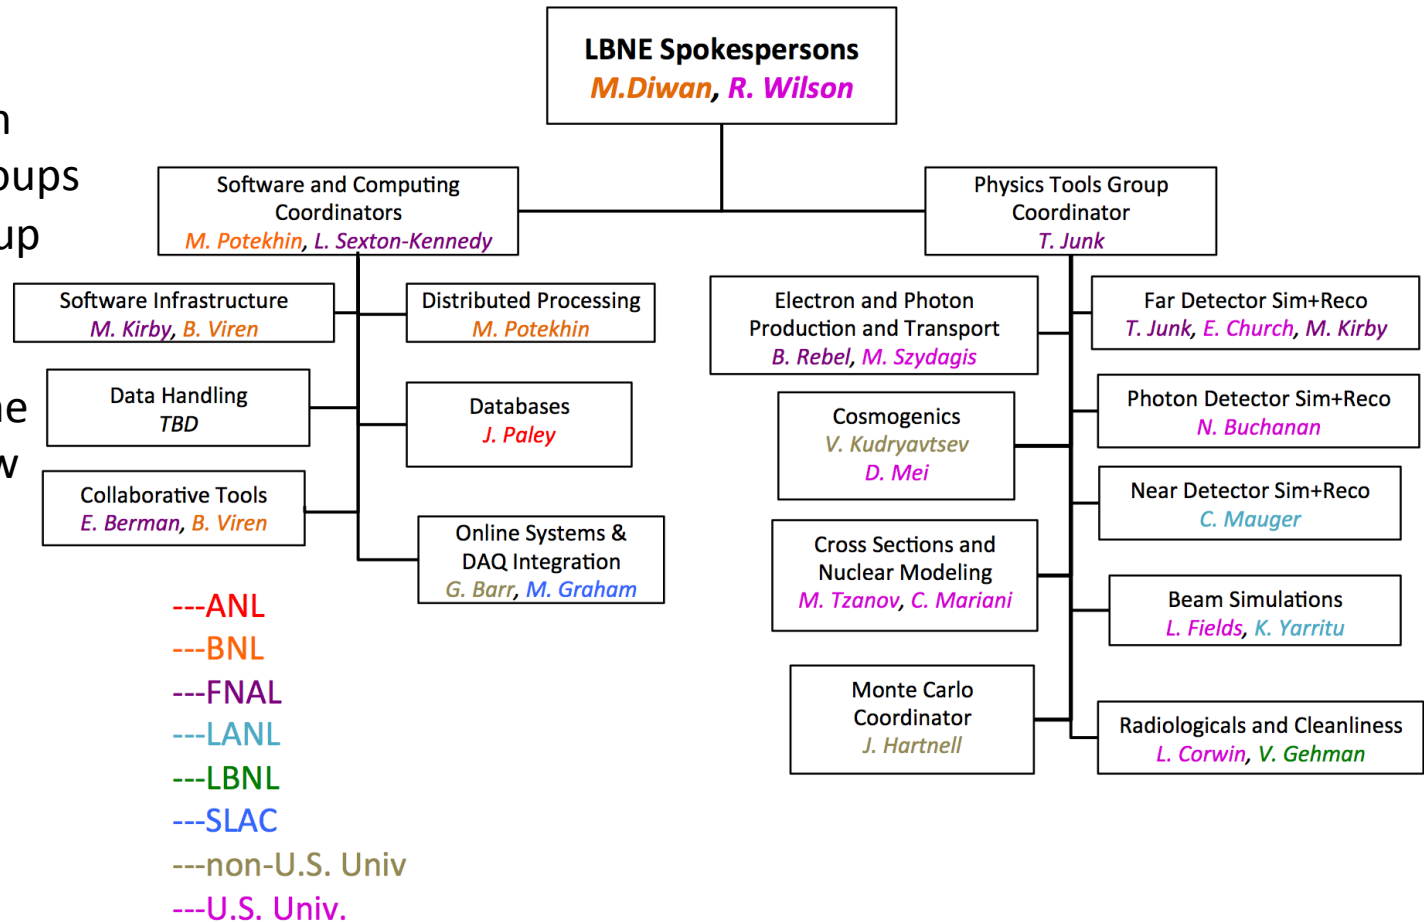 LBNE Spokespersons
M.Diwan, R. Wilson
oups
up
Software and Computing
Coordinators
M. Potekhin, L. Sexton-Kennedy
Physics Tools Group
Coordinator
T. Junk
Software Infrastructure
M. Kirby, B. Viren
Distributed Processing
M. Potekhin
Data Handling
TBD
Databases
J. Paley
Collaborative Tools
E. Berman, B. Viren
Online Systems &
DAQ Integration
G. Barr, M. Graham
Electron and Photon
Production and Transport
B. Rebel, M. Szydagis
Far Detector Sim+Reco
T. Junk, E. Church, M. Kirby
Cosmogenics
V. Kudryavtsev
D. Mei
Photon Detector Sim+Reco
N. Buchanan
Near Detector Sim+Reco
C. Mauger
Cross Sections and
Nuclear Modeling
M. Tzanov, C. Mariani
Beam Simulations
L. Fields, K. Yarritu
Monte Carlo
Coordinator
J. Hartnell
Radiologicals and Cleanliness
L. Corwin, V. Gehman
---ANL
---BNL
---FNAL
---LANL
---LBNL
---SLAC
---non-U.S. Univ
---U.S. Univ.